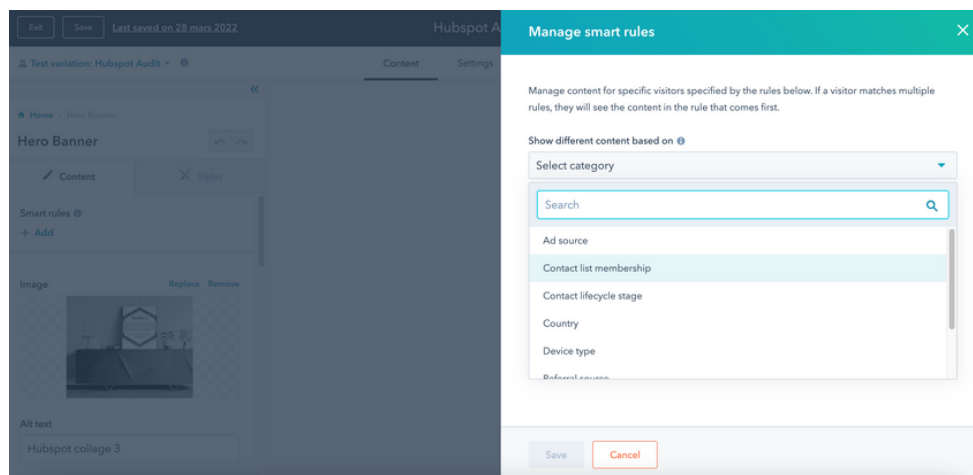 Exit
Save
Last saved on 28 mars 2022
Hubspot A
Test variation: Hubspot Audit
Content
Settings
Home
Hero Banner
Hero Banner
Content
Styles
Smart rules
+ Add
Image
Replace
Remove
Alt text
Hubspot collage 3
Manage smart rules
Manage content for specific visitors specified by the rules below. If a visitor matches multiple
rules, they will see the content in the rule that comes first.
Show different content based on
Select category
Search
Ad source
Contact list membership
Contact lifecycle stage
Country
Device type
Referral source
Save
Cancel